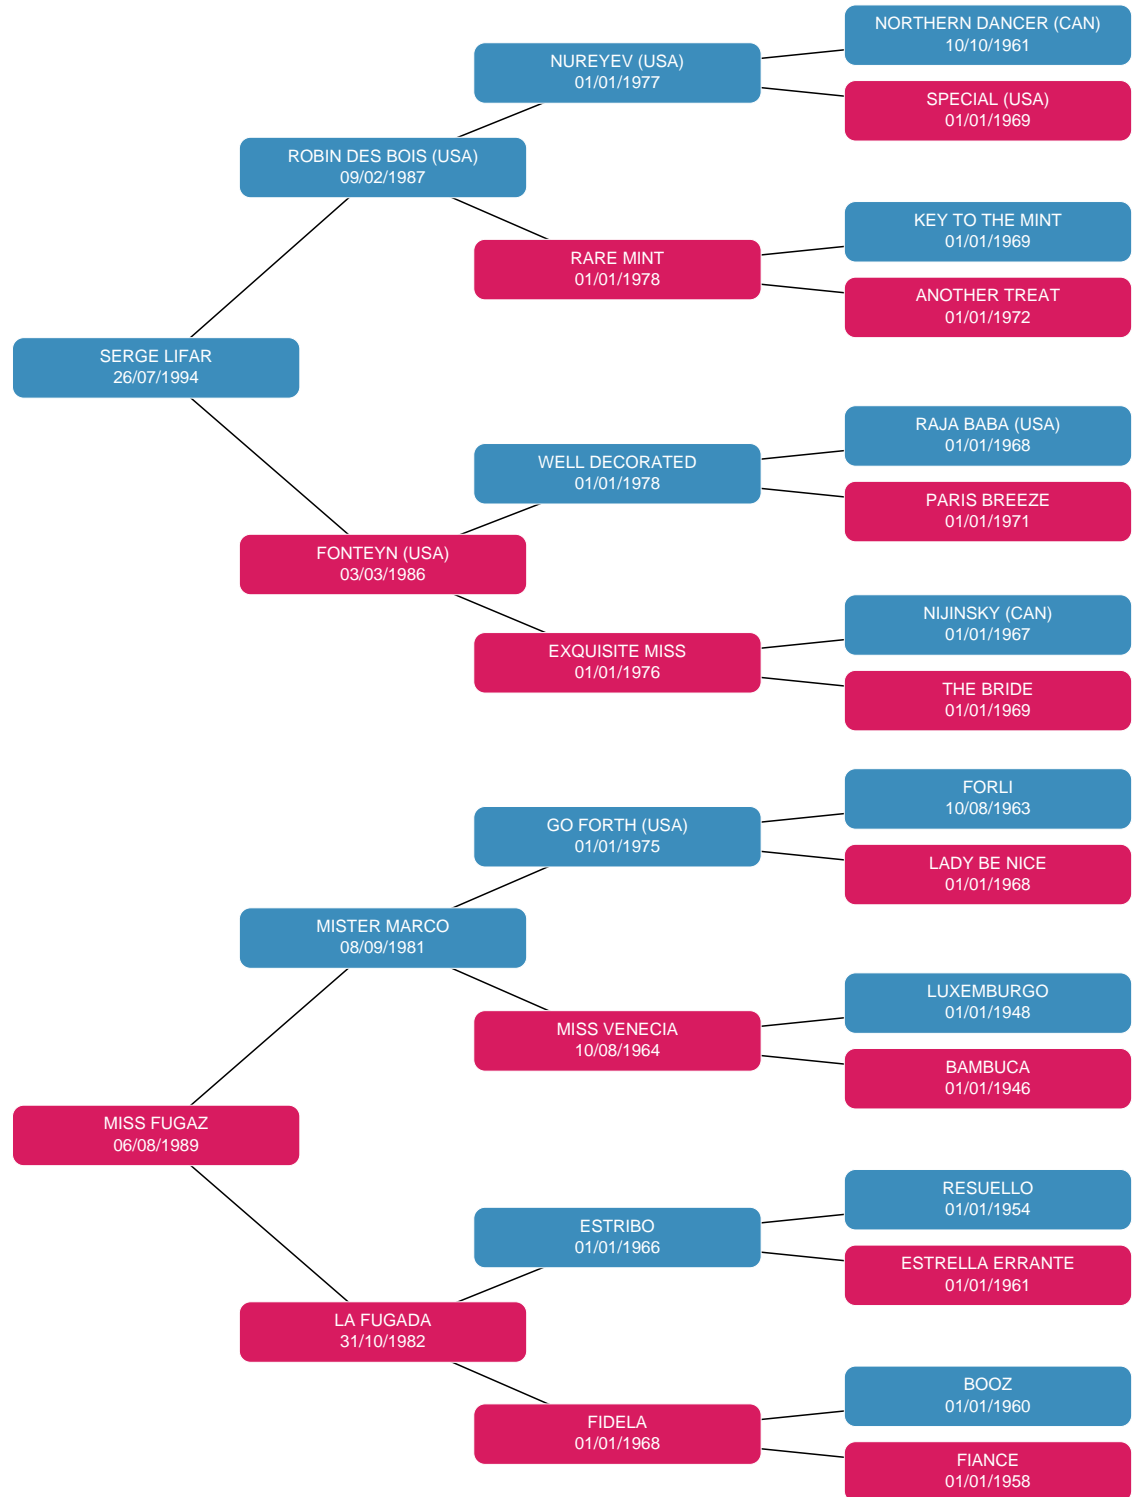 NORTHERN DANCER (CAN)
10/10/1961
NUREYEV (USA)
01/01/1977
SPECIAL (USA)
01/01/1969
ROBIN DES BOIS (USA)
09/02/1987
KEY TO THE MINT
01/01/1969
RARE MINT
01/01/1978
ANOTHER TREAT
01/01/1972
SERGE LIFAR
26/07/1994
RAJA BABA (USA)
01/01/1968
WELL DECORATED
01/01/1978
PARIS BREEZE
01/01/1971
FONTEYN (USA)
03/03/1986
NIJINSKY (CAN)
01/01/1967
EXQUISITE MISS
01/01/1976
THE BRIDE
01/01/1969
FORLI
10/08/1963
GO FORTH (USA)
01/01/1975
LADY BE NICE
01/01/1968
MISTER MARCO
08/09/1981
LUXEMBURGO
01/01/1948
MISS VENECIA
10/08/1964
BAMBUCA
01/01/1946
MISS FUGAZ
06/08/1989
RESUELLO
01/01/1954
ESTRIBO
01/01/1966
ESTRELLA ERRANTE
01/01/1961
LA FUGADA
31/10/1982
BOOZ
01/01/1960
FIDELA
01/01/1968
FIANCE
01/01/1958